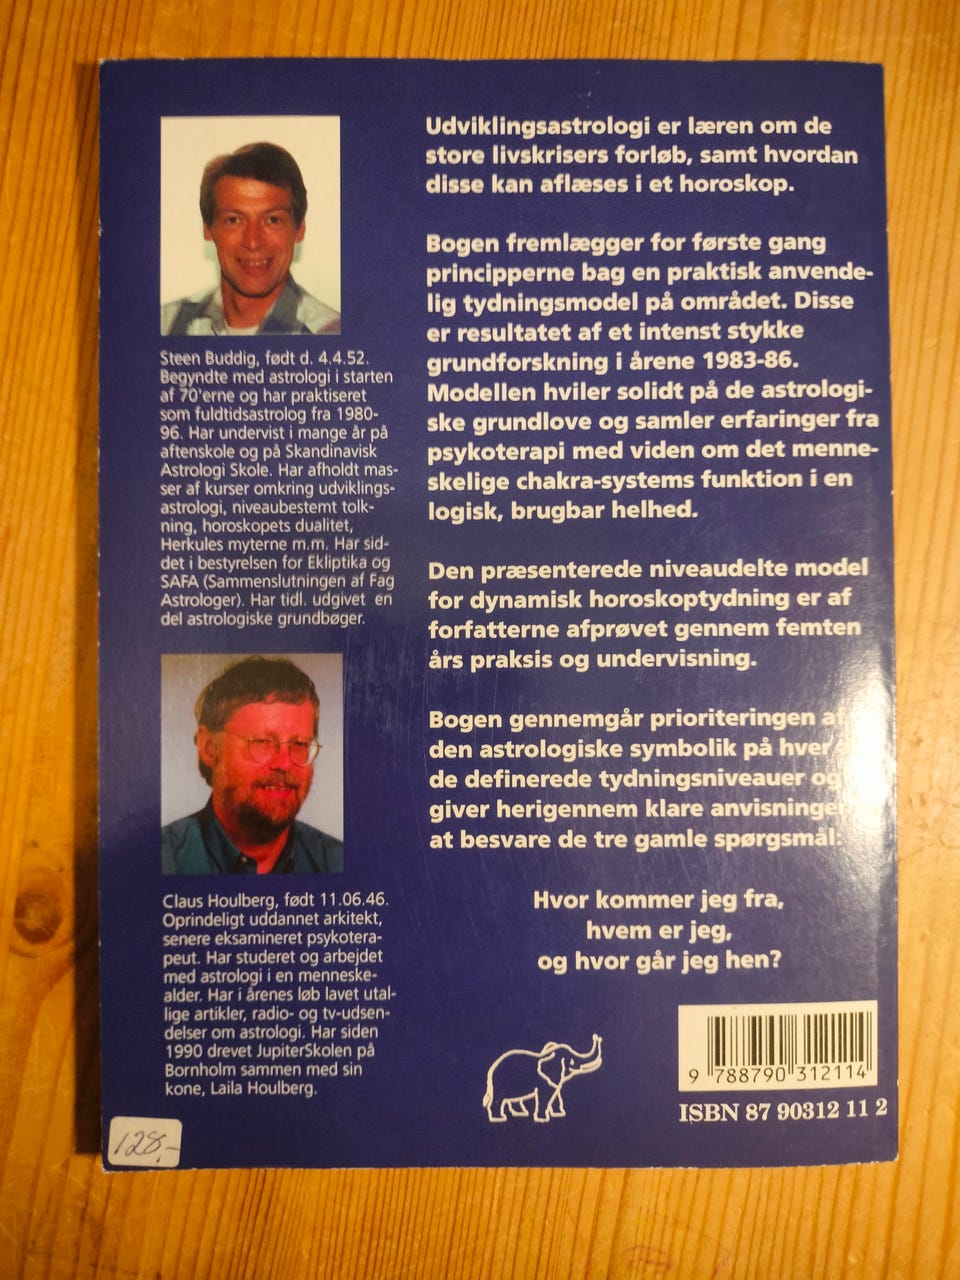 Udviklingsastrologi er læren om de
store livskrisers forløb, samt hvordan
disse kan aflæses i et horoskop.
Bogen fremlægger for første gang
principperne bag en praktisk anvende-
lig tydningsmodel på området. Disse
er resultatet af et intenst stykke
grundforskning i årene 1983-86.
Modellen hviler solidt på de astrologi-
ske grundlove og samler erfaringer fra
psykoterapi med viden om det menne-
skelige chakra-systems funktion i en
logisk, brugbar helhed.
Den præsenterede niveaudelte model
for dynamisk horoskoptydning er af
forfatterne afprøvet gennem femten
års praksis og undervisning.
Bogen gennemgår prioriteringen af
den astrologiske symbolik på hver
de definerede tydningsniveauer og
giver herigennem klare anvisninger
at besvare de tre gamle spørgsmål:
Hvor kommer jeg fra,
hvem er jeg,
og hvor går jeg hen?
Steen Buddig, født d. 4.4.52.
Begyndte med astrologi i starten
af 70'erne og har praktiseret
som fuldtidsastrolog fra 1980-
96. Har undervist i mange år på
aftenskole og på Skandinavisk
Astrologi Skole. Har afholdt mas-
ser af kurser omkring udviklings-
astrologi, niveaubestemt tolk-
ning, horoskopets dualitet,
Herkules myterne m.m. Har sid-
det i bestyrelsen for Ekliptika og
SAFA (Sammenslutningen af Fag
Astrologer). Har tidl. udgivet en
del astrologiske grundbøger.
Claus Houlberg, født 11.06.46.
Oprindeligt uddannet arkitekt,
senere eksamineret psykotera-
peut. Har studeret og arbejdet
med astrologi i en menneske-
alder. Har i årenes løb lavet utal-
lige artikler, radio- og tv-udsen-
delser om astrologi. Har siden
1990 drevet JupiterSkolen på
Bornholm sammen med sin
kone, Laila Houlberg.
128,-
9 788790 312114
ISBN 87 90312 11 2